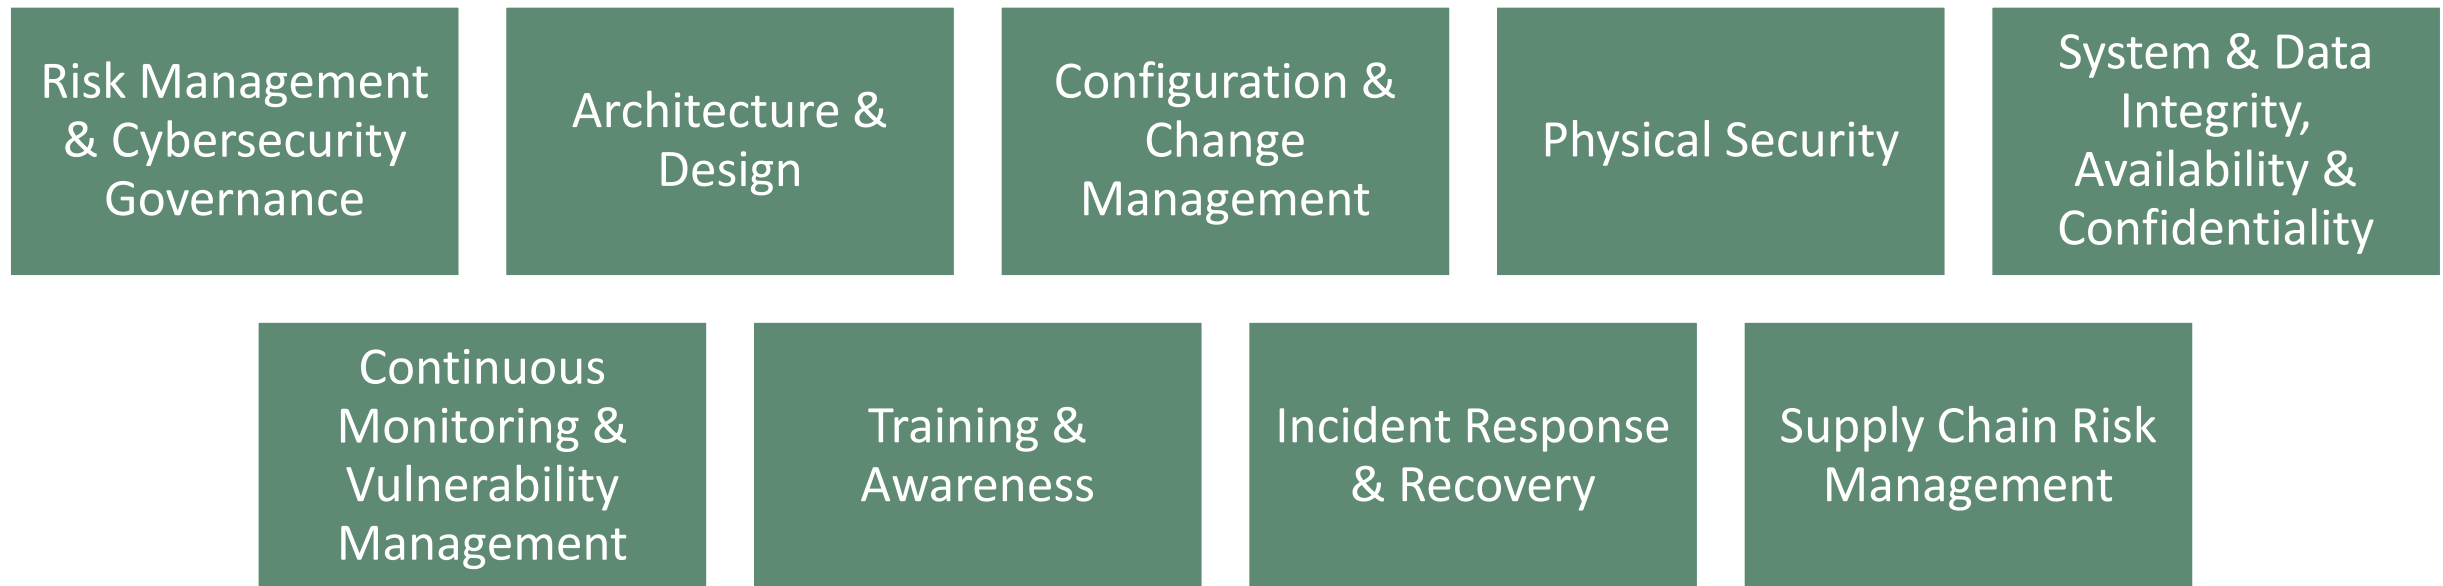 Risk Management
& Cybersecurity
Governance
Architecture &
Design
Configuration &
Change
Management
Physical Security
System & Data
Integrity,
Availability &
Confidentiality
Continuous
Monitoring &
Vulnerability
Management
Training &
Awareness
Incident Response
& Recovery
Supply Chain Risk
Management